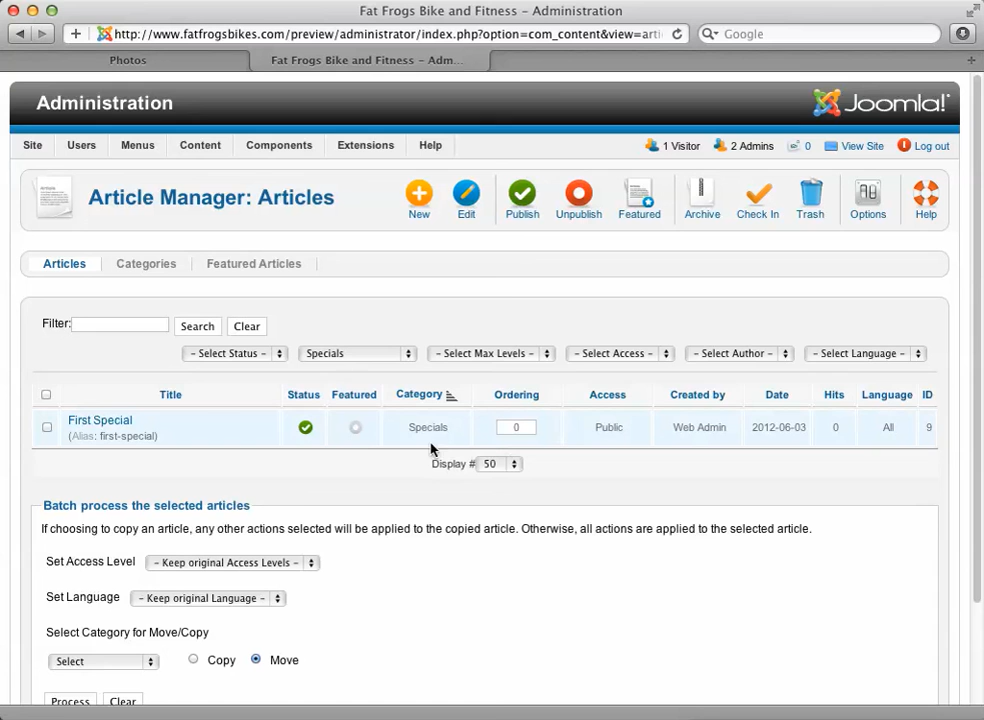 Fat Frogs Bike and Fitness – Administration
http://www.fatfrogsbikes.com/preview/administrator/index.php?option=com_content&view=arti
Google
Photos
Fat Frogs Bike and Fitness – Adm...
Administration
Joomla!
Site Users Menus Content Components Extensions Help
1 Visitor 2 Admins 0 View Site Log out
Article Manager: Articles
New Edit Publish Unpublish Featured Archive Check In Trash Options Help
Articles Categories Featured Articles
Filter: Search Clear
- Select Status - Specials - Select Max Levels - - Select Access - - Select Author - - Select Language -
Title Status Featured Category Ordering Access Created by Date Hits Language ID
First Special Specials 0 Public Web Admin 2012-06-03 0 All 9
(Alias: first-special)
Display # 50
Batch process the selected articles
If choosing to copy an article, any other actions selected will be applied to the copied article. Otherwise, all actions are applied to the selected article.
Set Access Level - Keep original Access Levels -
Set Language - Keep original Language -
Select Category for Move/Copy
Select Copy Move
Process Clear